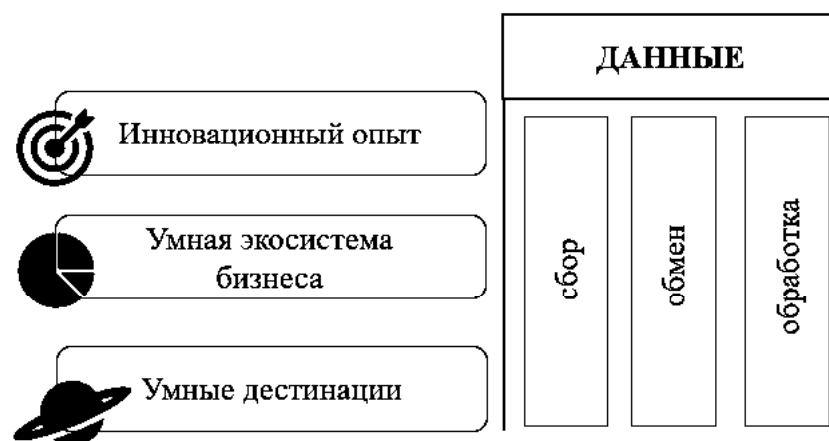 ДАННЫЕ
Инновационный опыт
Умная экосистема
бизнеса
Умные дестинации
сбор
обмен
обработка